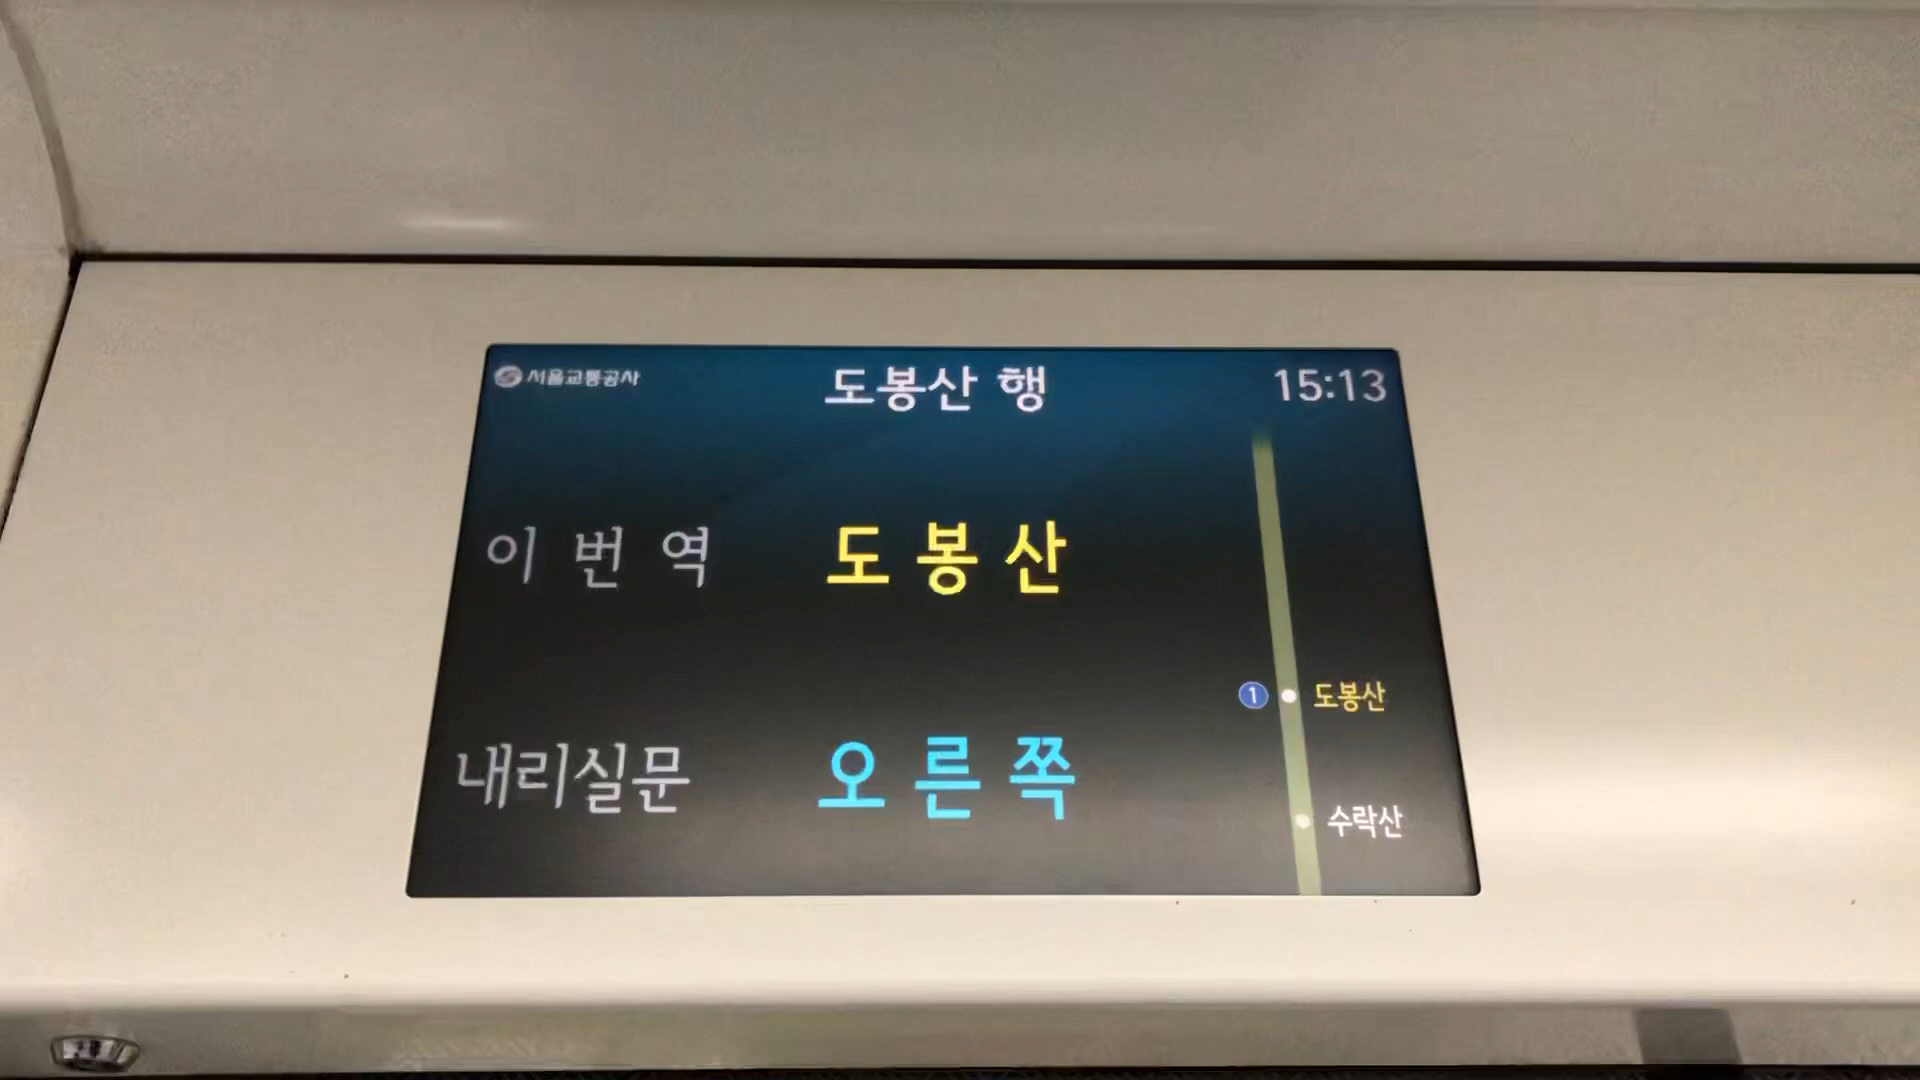 서울교통공사
도봉산 행
15:13
이번역 도봉산
1 도봉산
내리실문 오른쪽
수락산